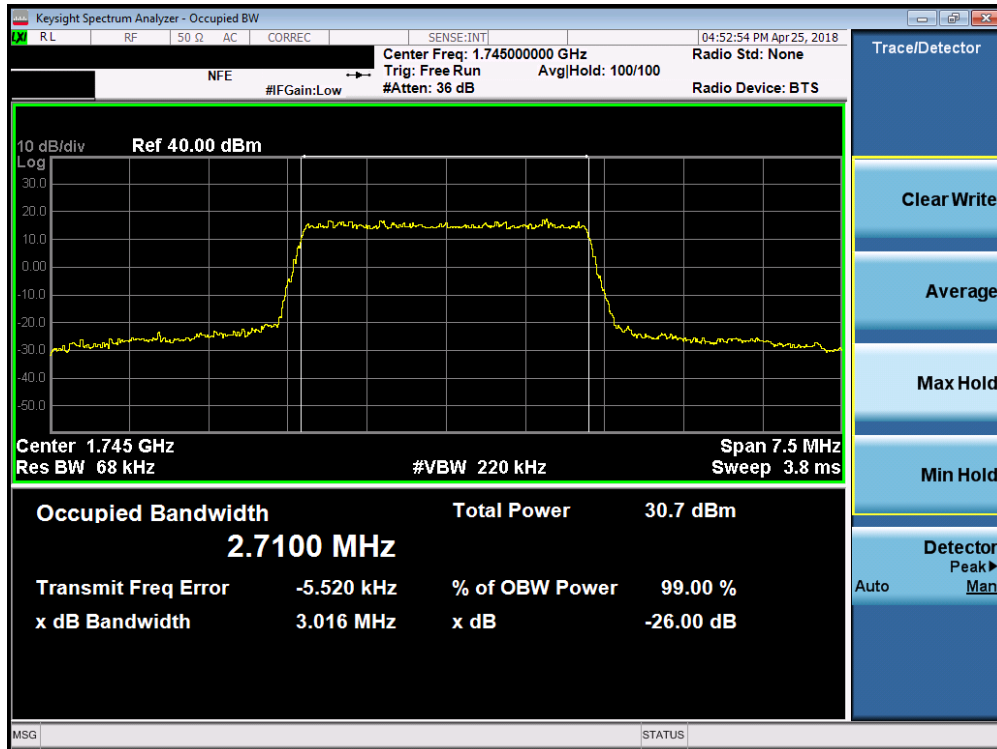 Keysight Spectrum Analyzer - Occupied BW
LXI RL RF 50 Ω AC CORREC SENSE:INT 04:52:54 PM Apr 25, 2018
Center Freq: 1.745000000 GHz Radio Std: None
NFE Trig: Free Run Avg|Hold: 100/100
#IFGain:Low #Atten: 36 dB Radio Device: BTS
Trace/Detector
10 dB/div Ref 40.00 dBm
Log
30.0
20.0
10.0
0.00
-10.0
-20.0
-30.0
-40.0
-50.0
Center 1.745 GHz Span 7.5 MHz
Res BW 68 kHz #VBW 220 kHz Sweep 3.8 ms
Occupied Bandwidth Total Power 30.7 dBm
2.7100 MHz
Transmit Freq Error -5.520 kHz % of OBW Power 99.00 %
x dB Bandwidth 3.016 MHz x dB -26.00 dB
Clear Write
Average
Max Hold
Min Hold
Detector
Peak▶
Auto Man
MSG STATUS